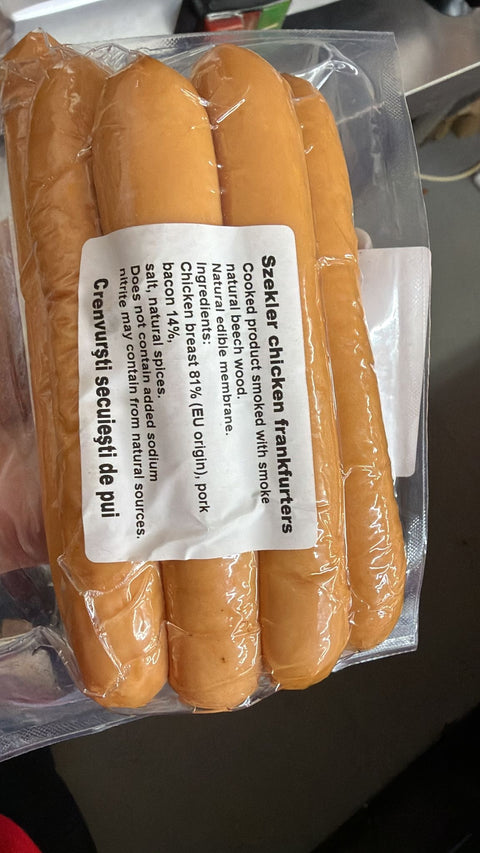 Szekler chicken frankfurters
Cooked product smoked with smoke
natural beech wood.
Natural edible membrane.
Ingredients:
Chicken breast 81% (EU origin), pork
bacon 14%,
salt, natural spices.
Does not contain added sodium
nitrite may contain from natural sources.
Crenvurști secuiești de pui